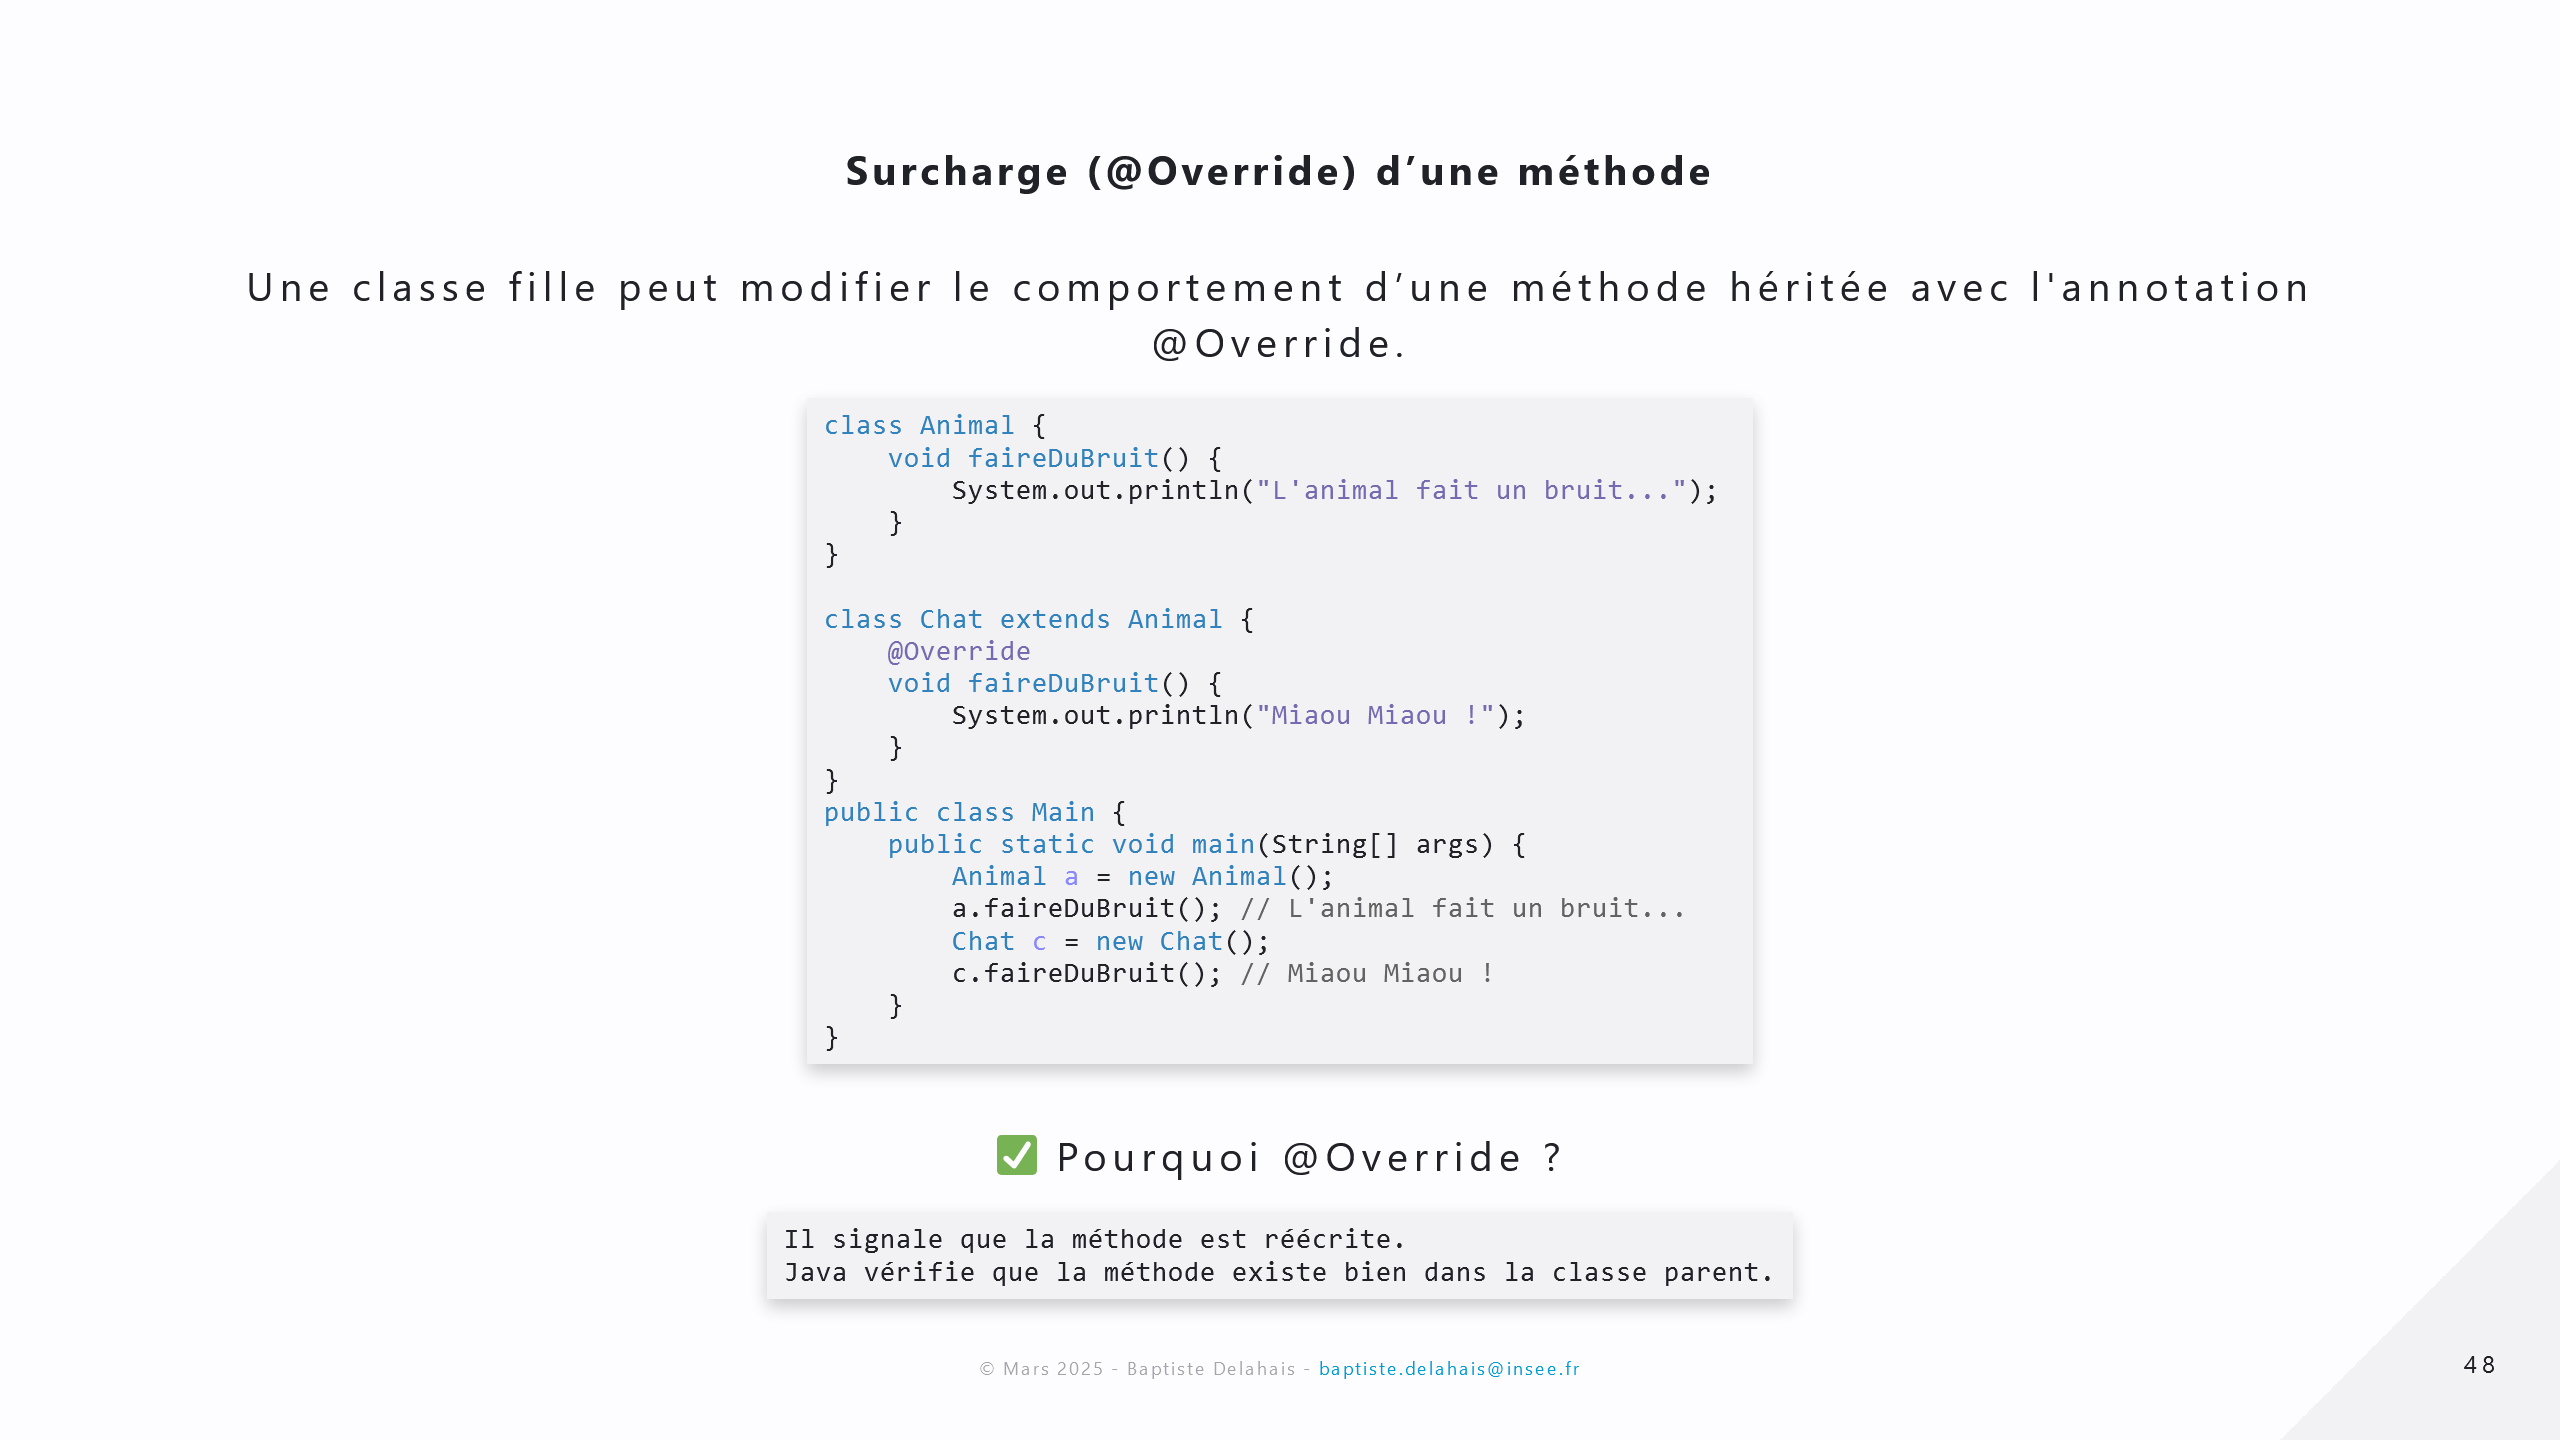 Surcharge (@Override) d’une méthode
Une classe fille peut modifier le comportement d’une méthode héritée avec l'annotation
@Override.
class Animal {
    void faireDuBruit() {
        System.out.println("L'animal fait un bruit...");
    }
}

class Chat extends Animal {
    @Override
    void faireDuBruit() {
        System.out.println("Miaou Miaou !");
    }
}
public class Main {
    public static void main(String[] args) {
        Animal a = new Animal();
        a.faireDuBruit(); // L'animal fait un bruit...
        Chat c = new Chat();
        c.faireDuBruit(); // Miaou Miaou !
    }
}
✅ Pourquoi @Override ?
Il signale que la méthode est réécrite.
Java vérifie que la méthode existe bien dans la classe parent.
© Mars 2025 - Baptiste Delahais - baptiste.delahais@insee.fr
48